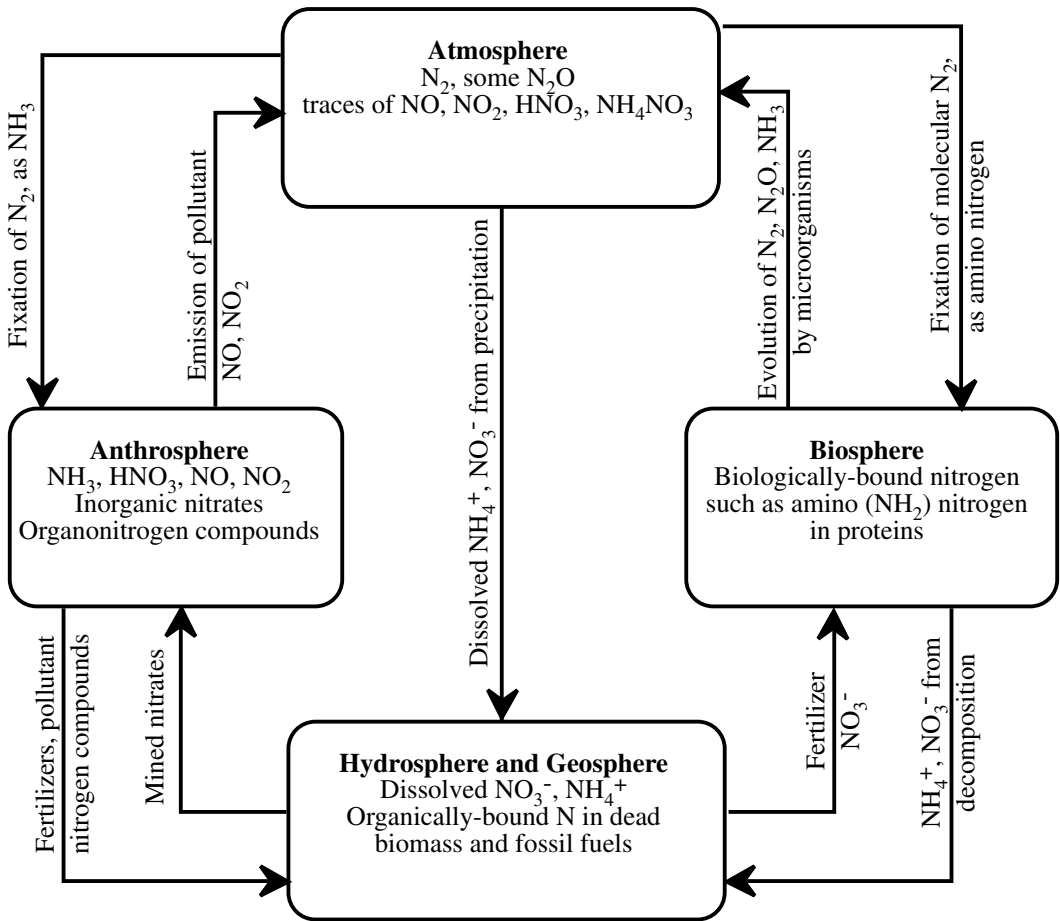 Atmosphere
N₂, some N₂O
traces of NO, NO₂, HNO₃, NH₄NO₃
Fixation of N₂, as NH₃
Emission of pollutant
NO, NO₂
Dissolved NH₄⁺, NO₃⁻ from precipitation
Evolution of N₂, N₂O, NH₃
by microorganisms
Fixation of molecular N₂,
as amino nitrogen
Anthrosphere
NH₃, HNO₃, NO, NO₂
Inorganic nitrates
Organonitrogen compounds
Biosphere
Biologically-bound nitrogen
such as amino (NH₂) nitrogen
in proteins
Fertilizers, pollutant
nitrogen compounds
Mined nitrates
Fertilizer
NO₃⁻
NH₄⁺, NO₃⁻ from
decomposition
Hydrosphere and Geosphere
Dissolved NO₃⁻, NH₄⁺
Organically-bound N in dead
biomass and fossil fuels